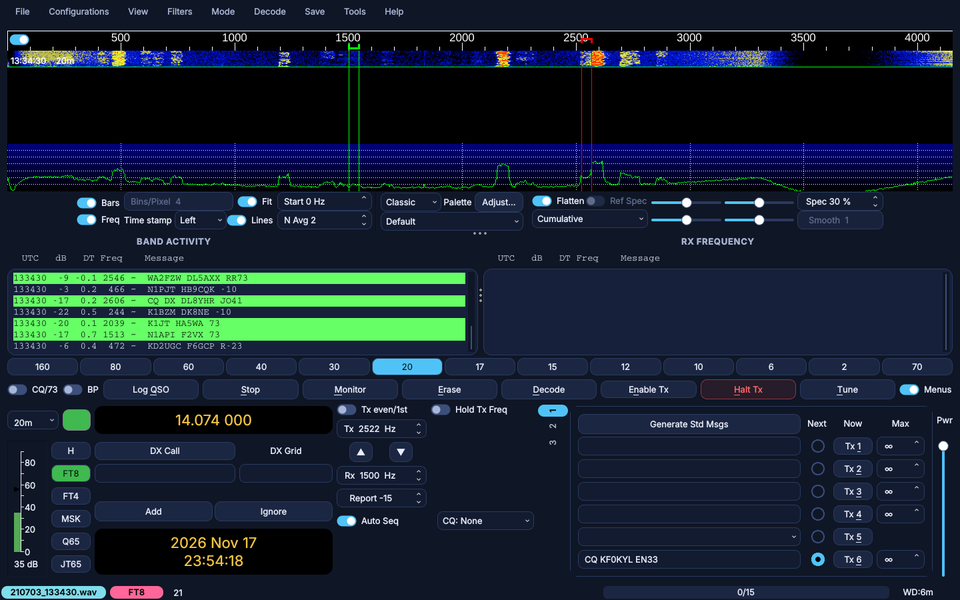 File Configurations View Filters Mode Decode Save Tools Help
500 1000 1500 2000 2500 3000 3500 4000
13:34:30 20m
Bars Bins/Pixel 4 Fit Start 0 Hz Classic Palette Adjust... Flatten Ref Spec Spec 30 %
Freq Time stamp Left Lines N Avg 2 Default Cumulative Smooth 1
BAND ACTIVITY RX FREQUENCY
UTC dB DT Freq Message UTC dB DT Freq Message
133430 -9 -0.1 2546 ~ WA2FZW DL5AXX RR73
133430 -3 0.2 466 ~ N1PJT HB9CQK -10
133430 -17 0.2 2606 ~ CQ DX DL8YHR JO41
133430 -22 0.5 244 ~ K1BZM DK8NE -10
133430 -20 0.1 2039 ~ K1JT HA5WA 73
133430 -17 0.7 1513 ~ N1API F2VX 73
133430 -6 0.4 472 ~ KD2UGC F6GCP R-23
160 80 60 40 30 20 17 15 12 10 6 2 70
CQ/73 BP Log QSO Stop Monitor Erase Decode Enable Tx Halt Tx Tune Menus
20m 14.074 000 Tx even/1st Hold Tx Freq 1 2 3 Generate Std Msgs Next Now Max Pwr
Tx 2522 Hz
Tx 1 ∞
H DX Call DX Grid ▲ ▼
Tx 2 ∞
FT8 Rx 1500 Hz
Tx 3 ∞
FT4 Report -15
Tx 4 ∞
MSK Add Ignore Auto Seq CQ: None
Tx 5
Q65 2026 Nov 17
CQ KF0KYL EN33 Tx 6 ∞
JT65 23:54:18
80
60
40
20
0
35 dB
210703_133430.wav FT8 21 0/15 WD:6m